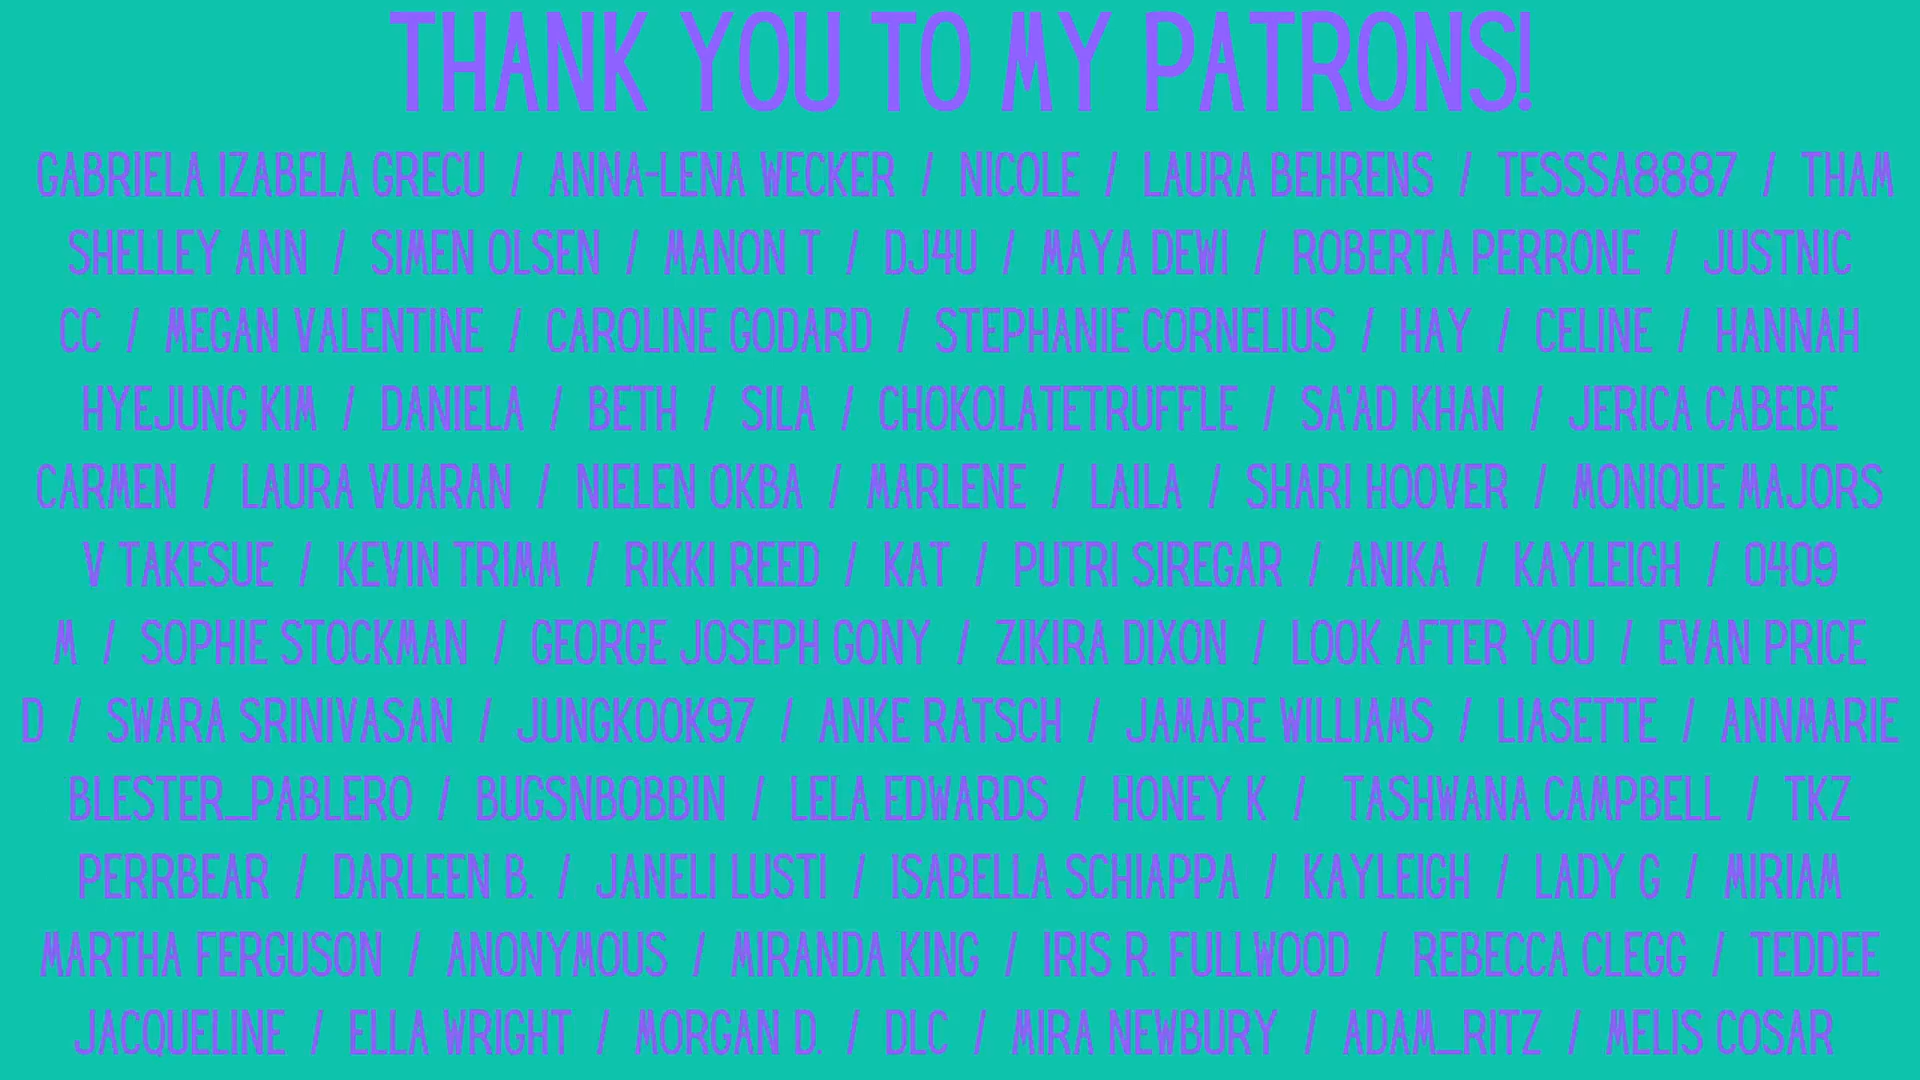 THANK YOU TO MY PATRONS!
GABRIELA IZABELA GRECU / ANNA-LENA WECKER / NICOLE / LAURA BEHRENS / TESSSA8887 / THAM
SHELLEY ANN / SIMEN OLSEN / MANON T / DJ4U / MAYA DEWI / ROBERTA PERRONE / JUSTNIC
CC / MEGAN VALENTINE / CAROLINE GODARD / STEPHANIE CORNELIUS / HAY / CELINE / HANNAH
HYEJUNG KIM / DANIELA / BETH / SILA / CHOKOLATETRUFFLE / SA'AD KHAN / JERICA CABEBE
CARMEN / LAURA VUARAN / NIELEN OKBA / MARLENE / LAILA / SHARI HOOVER / MONIQUE MAJORS
V TAKESUE / KEVIN TRIMM / RIKKI REED / KAT / PUTRI SIREGAR / ANIKA / KAYLEIGH / 0409
M / SOPHIE STOCKMAN / GEORGE JOSEPH GONY / ZIKIRA DIXON / LOOK AFTER YOU / EVAN PRICE
D / SWARA SRINIVASAN / JUNGKOOK97 / ANKE RATSCH / JAMARE WILLIAMS / LIASETTE / ANNMARIE
BLESTER_PABLERO / BUGSNBOBBIN / LELA EDWARDS / HONEY K / TASHWANA CAMPBELL / TKZ
PERRBEAR / DARLEEN B. / JANELI LUSTI / ISABELLA SCHIAPPA / KAYLEIGH / LADY G / MIRIAM
MARTHA FERGUSON / ANONYMOUS / MIRANDA KING / IRIS R. FULLWOOD / REBECCA CLEGG / TEDDEE
JACQUELINE / ELLA WRIGHT / MORGAN D. / DLC / MIRA NEWBURY / ADAM_RITZ / MELIS COSAR